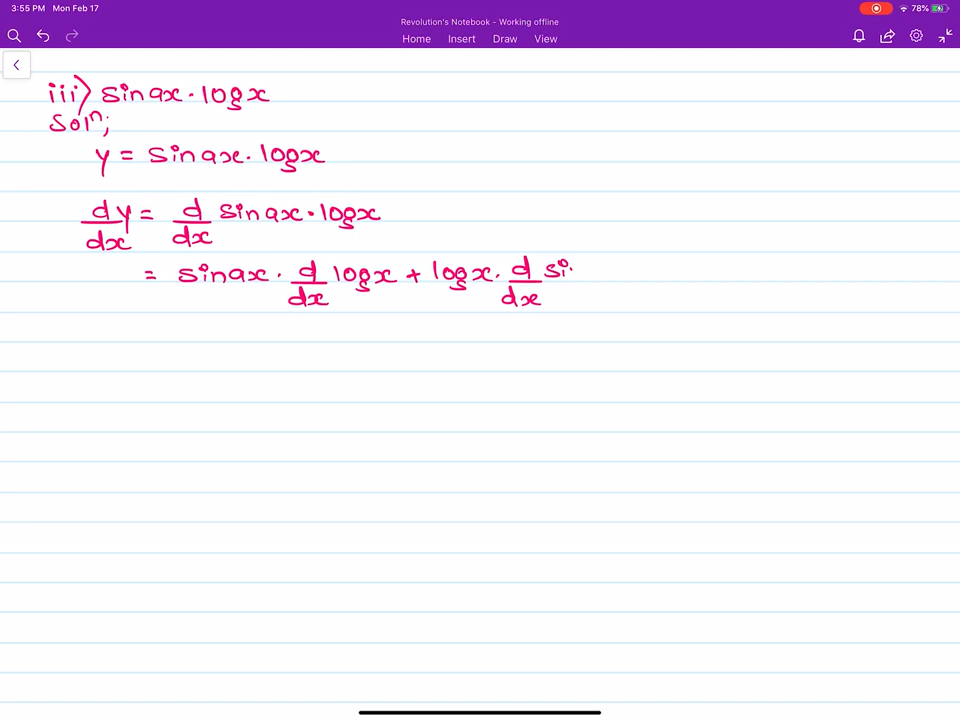 3:55 PM Mon Feb 17
78%
Revolution's Notebook - Working offline
Home Insert Draw View
iii) sin ax · log x
Solⁿ;
y = sin ax · log x
dy/dx = d/dx sin ax · log x
= sin ax · d/dx log x + log x · d/dx si